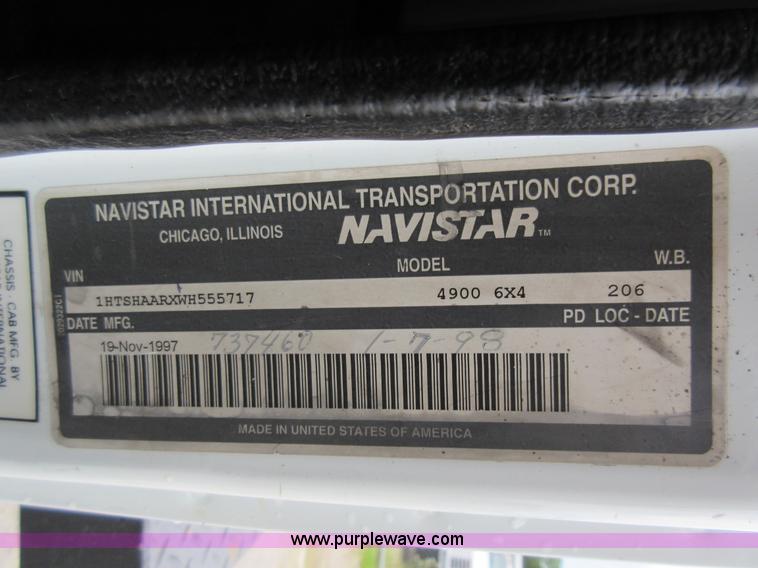 NAVISTAR INTERNATIONAL TRANSPORTATION CORP.
CHICAGO, ILLINOIS NAVISTAR™
VIN MODEL W.B.
1HTSHAARXWH555717 4900 6X4 206
DATE MFG. PD LOC - DATE
19-Nov-1997 737460 1-7-98
MADE IN UNITED STATES OF AMERICA
CHASSIS - CAB MFG. BY
www.purplewave.com